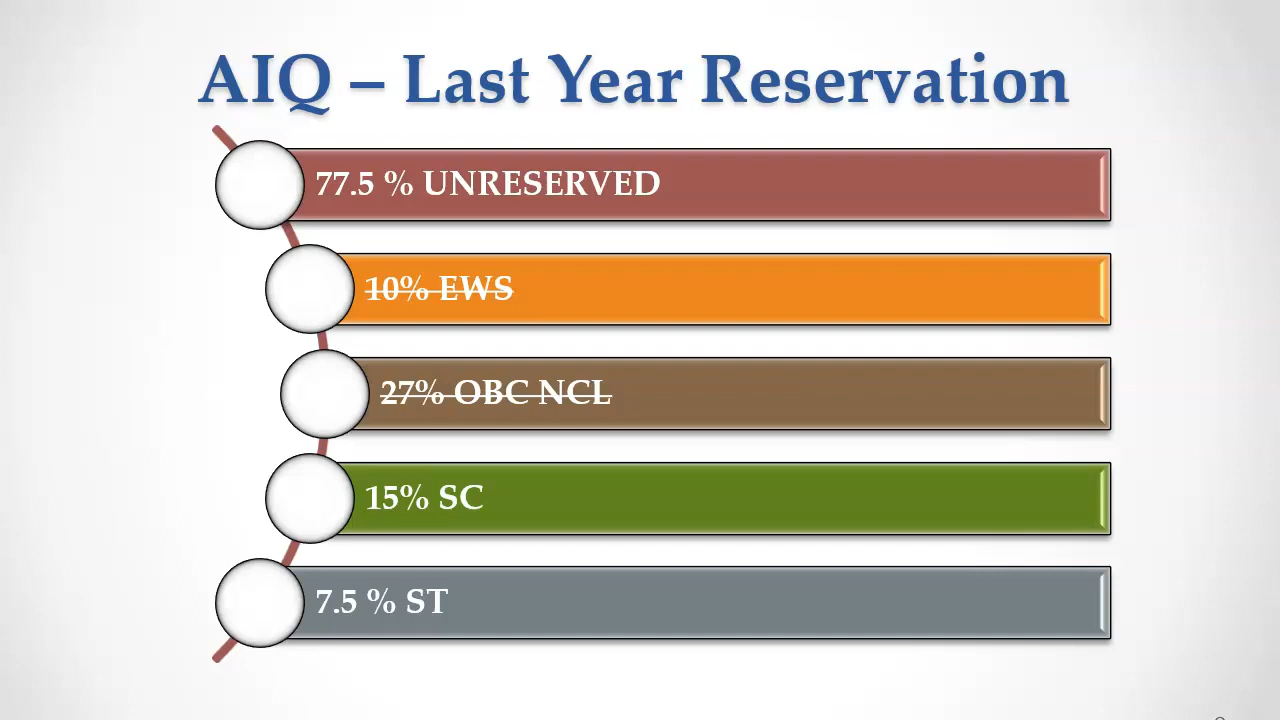 AIQ – Last Year Reservation
77.5 % UNRESERVED
10% EWS
27% OBC NCL
15% SC
7.5 % ST